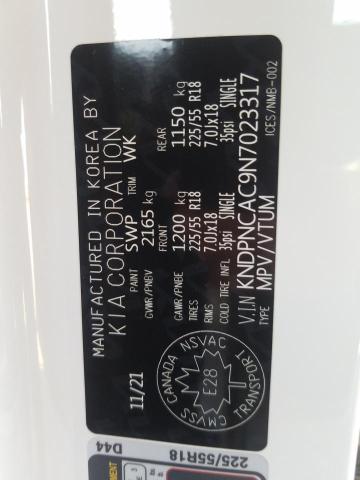 MANUFACTURED IN KOREA BY
KIA CORPORATION
11/21 PAINT SWP TRIM WK
GVWR/PNBV 2165 kg
FRONT REAR
GAWR/PNBE 1200 kg 1150 kg
TIRES 225/55 R18 225/55 R18
RIMS 7.0Jx18 7.0Jx18
COLD TIRE INFL 35psi SINGLE 35psi SINGLE
V.I.N KNDPNCAC9N7023317
TYPE MPV/VTUM ICES/NMB-002
CANADA NSVAC
E28
CMVSS TRANSPORT
D44
225/55R18